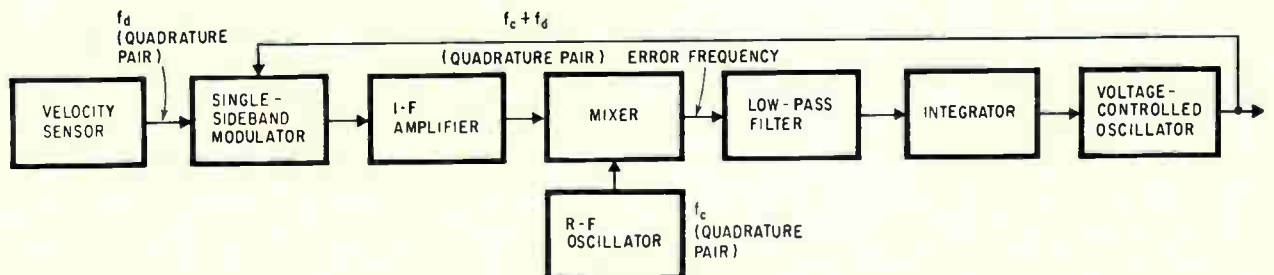 f_d
(QUADRATURE
PAIR)
f_c + f_d
(QUADRATURE PAIR) ERROR FREQUENCY
VELOCITY
SENSOR
SINGLE-
SIDEBAND
MODULATOR
I-F
AMPLIFIER
MIXER
LOW-PASS
FILTER
INTEGRATOR
VOLTAGE-
CONTROLLED
OSCILLATOR
R-F
OSCILLATOR
f_c
(QUADRATURE
PAIR)